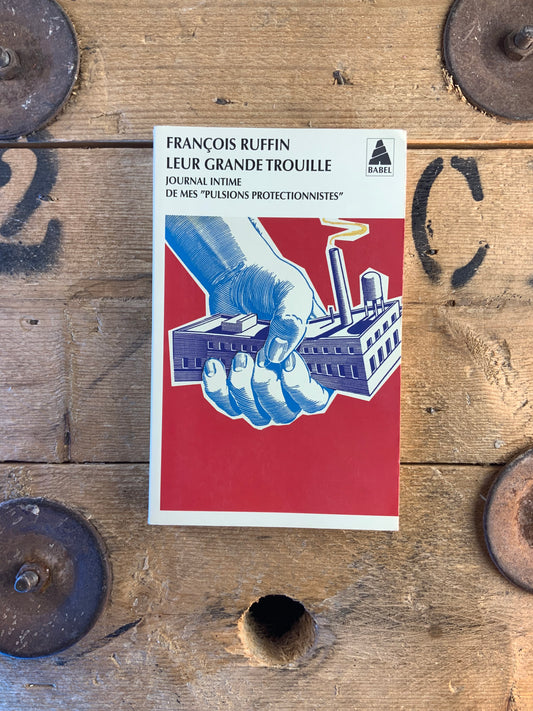 FRANÇOIS RUFFIN
LEUR GRANDE TROUILLE
JOURNAL INTIME
DE MES "PULSIONS PROTECTIONNISTES"
BABEL
2
C